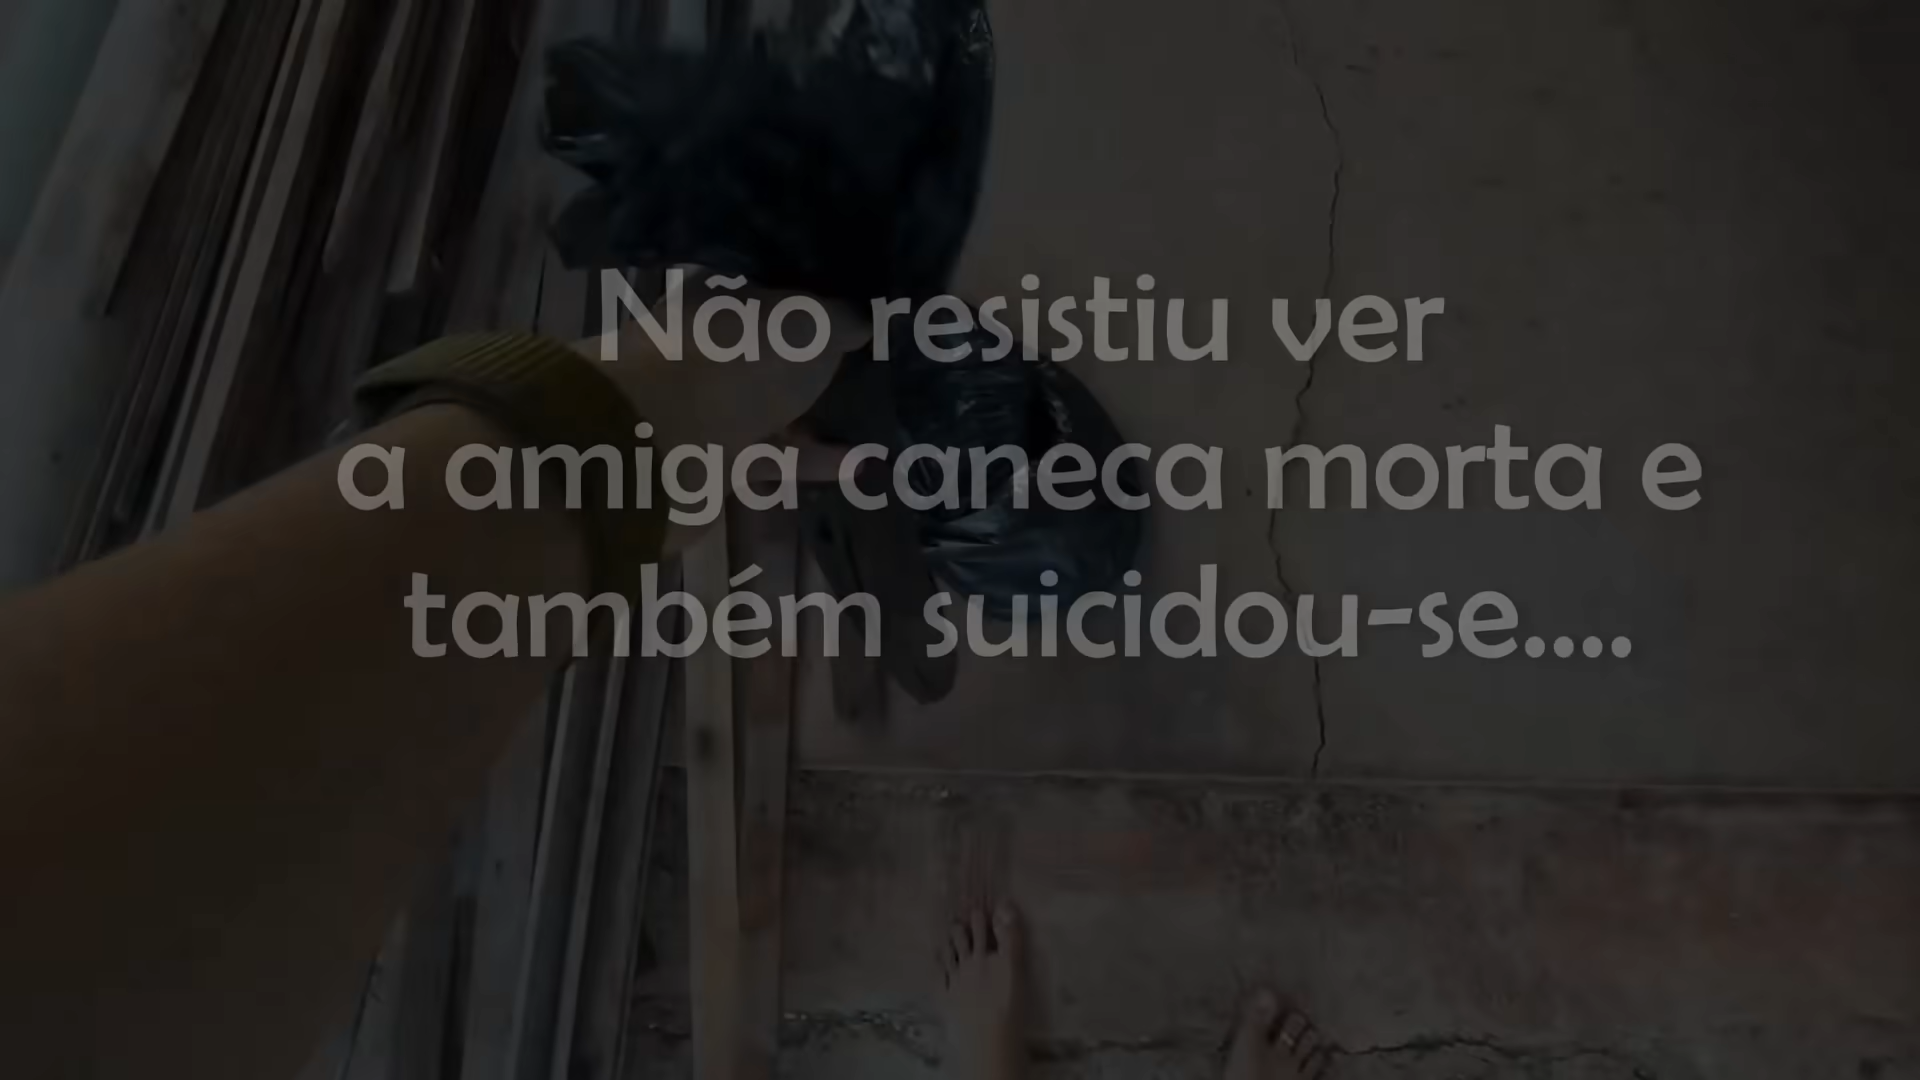 Não resistiu ver
a amiga caneca morta e
também suicidou-se....